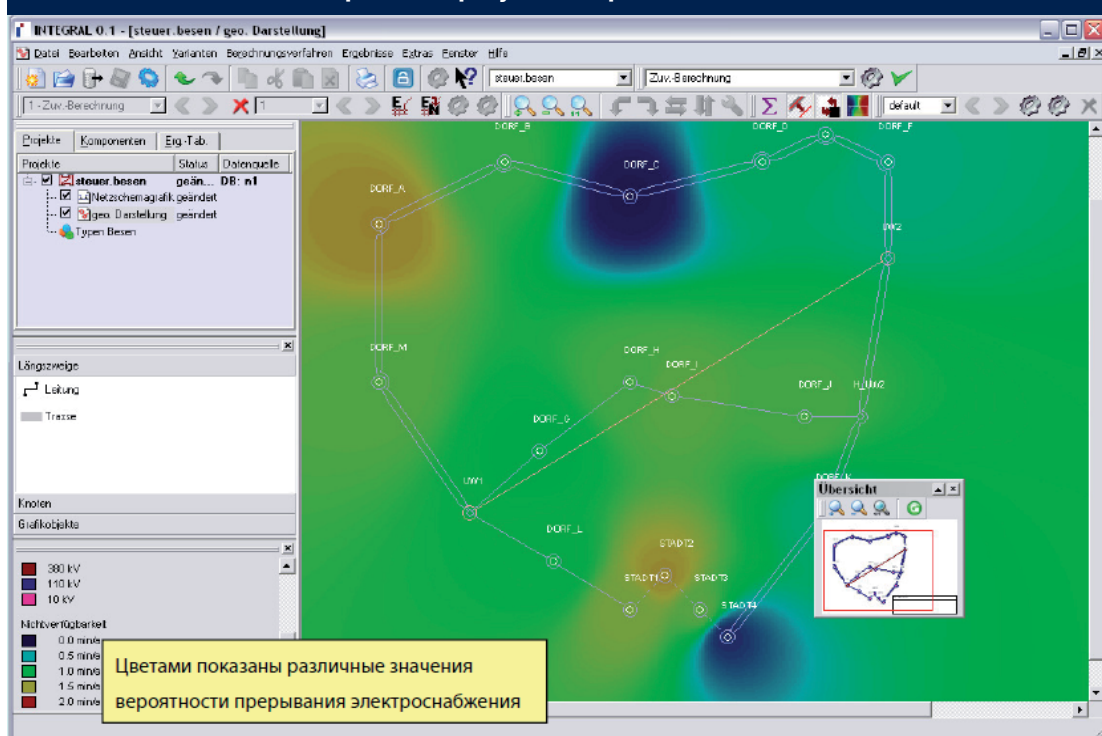 INTEGRAL 0.1 - [steuer.besen / geo. Darstellung]
Datei Bearbeiten Ansicht Varianten Berechnungsverfahren Ergebnisse Extras Fenster Hilfe
steuer.besen Zuv.-Berechnung
1 - Zuv.-Berechnung 1 default
Projekte Komponenten Erg.-Tab.
Projekte Status Datenquelle
steuer.besen geän... DB: n1
Netzschemagrafik geändert
geo. Darstellung geändert
Typen Besen
Längszweige
Leitung
Trasse
Knoten
Grafikobjekte
380 kV
110 kV
10 kV
Nichtverfügbarkeit
0.0 min/a
0.5 min/a
1.0 min/a
1.5 min/a
2.0 min/a
DORF_B
DORF_D
DORF_F
DORF_C
DORF_A
UW2
DORF_M
DORF_H
DORF_I
DORF_J
H_UW2
DORF_G
UW1
DORF_K
DORF_L
STADT2
STADT1
STADT3
STADT4
Übersicht
Цветами показаны различные значения
вероятности прерывания электроснабжения